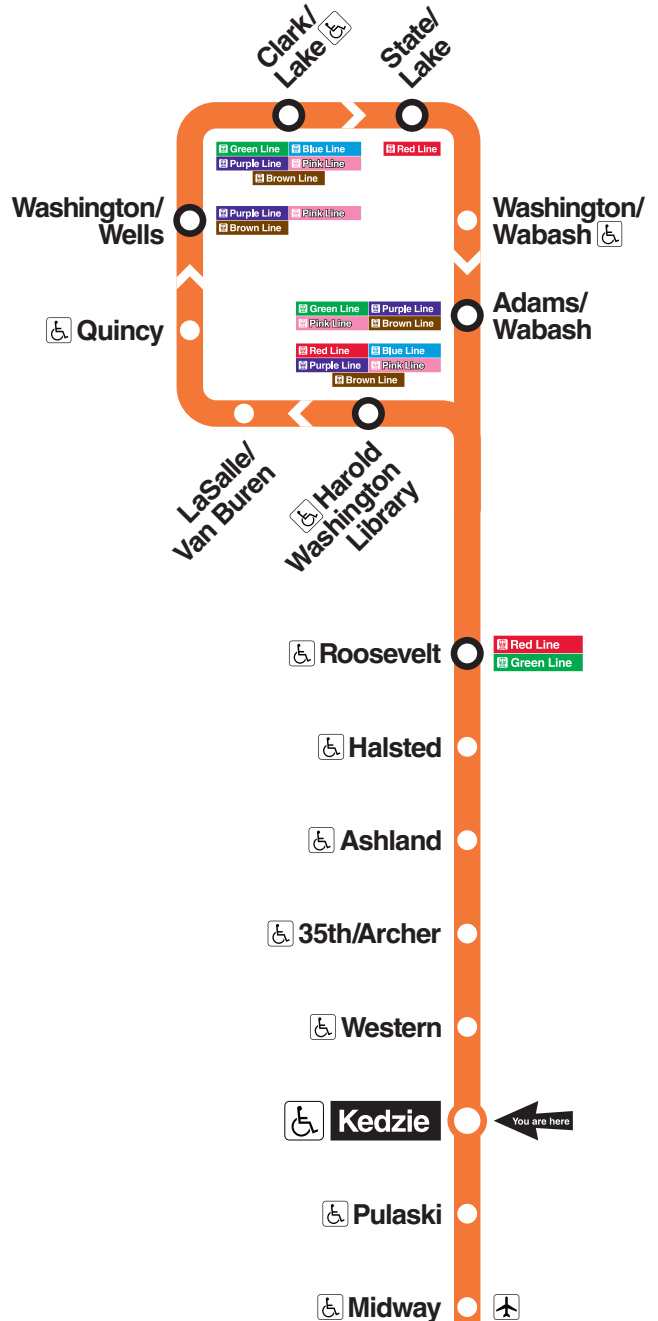 Clark/
Lake
State/
Lake
Green Line Blue Line
Purple Line Pink Line
Brown Line
Red Line
Washington/
Wells
Purple Line Pink Line
Brown Line
Washington/
Wabash
Quincy
Green Line Purple Line
Pink Line Brown Line
Adams/
Wabash
Red Line Blue Line
Purple Line Pink Line
Brown Line
LaSalle/
Van Buren
Harold
Washington
Library
Roosevelt
Red Line
Green Line
Halsted
Ashland
35th/Archer
Western
Kedzie
You are here
Pulaski
Midway